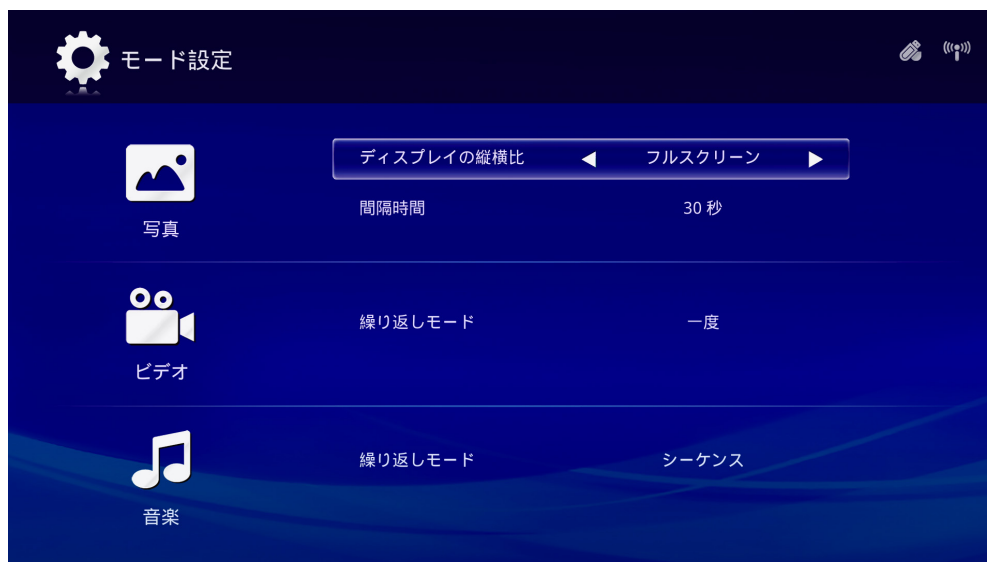 モード設定
ディスプレイの縦横比 ◀ フルスクリーン ▶
間隔時間 30 秒
写真
繰り返しモード 一度
ビデオ
繰り返しモード シーケンス
音楽